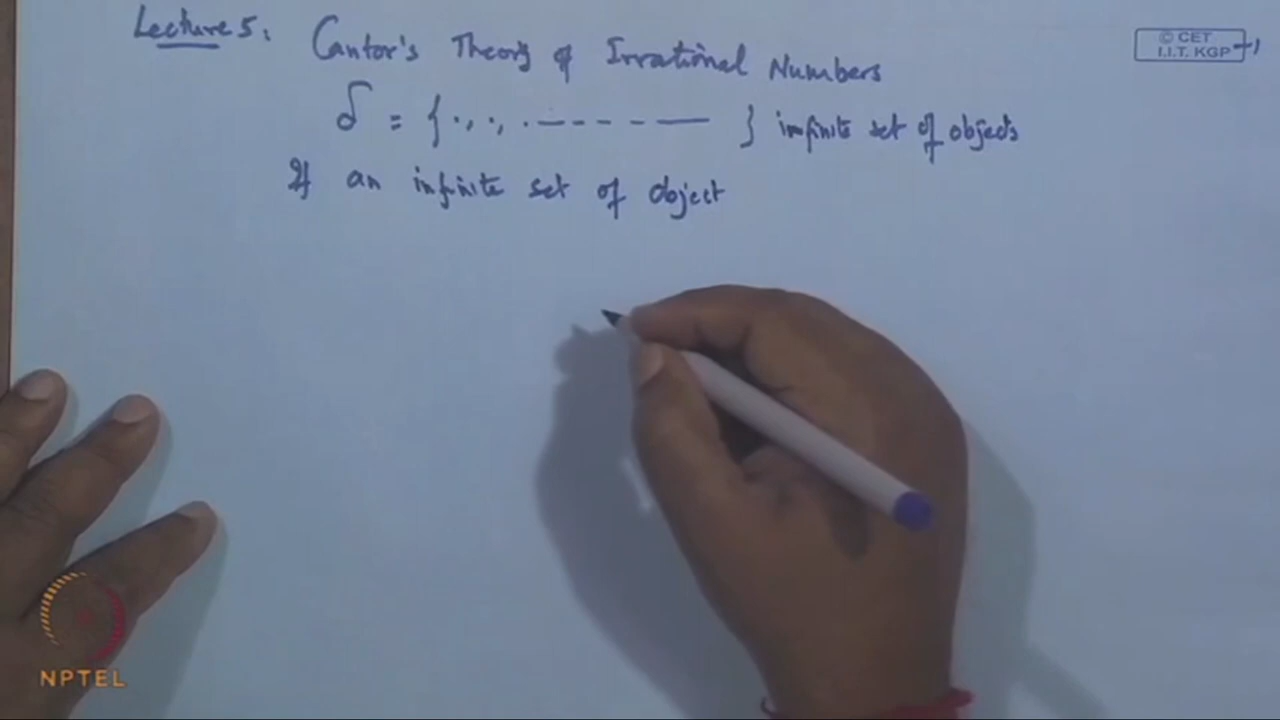 Lecture 5: Cantor's Theory of Irrational Numbers
© CET
I.I.T. KGP
S = {., ., . - - - - - } infinite set of objects
If an infinite set of object
NPTEL